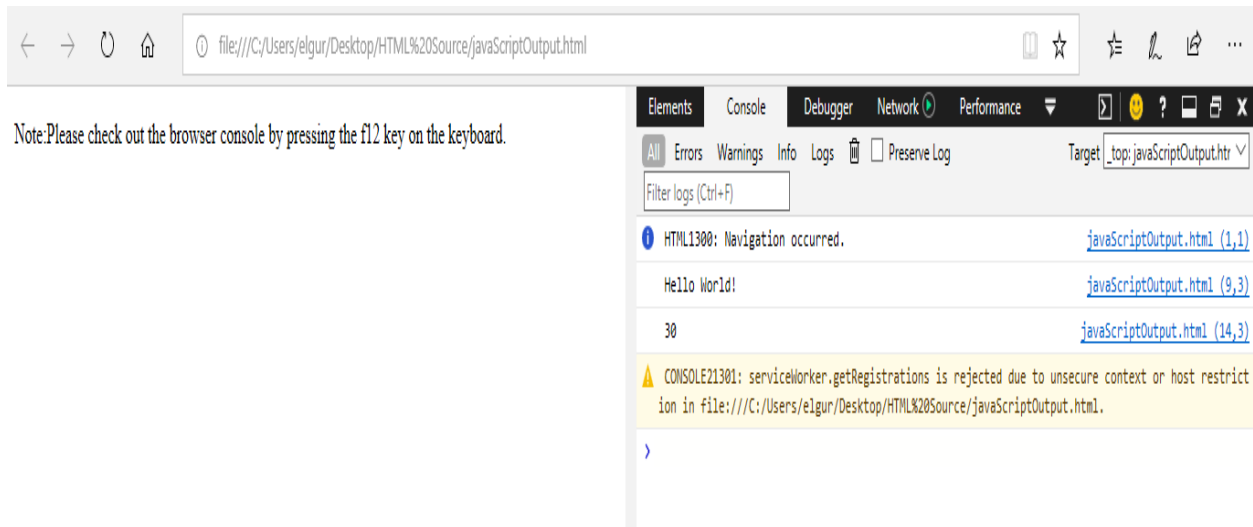 file:///C:/Users/elgur/Desktop/HTML%20Source/javaScriptOutput.html
Note:Please check out the browser console by pressing the f12 key on the keyboard.
Elements Console Debugger Network Performance
All Errors Warnings Info Logs Preserve Log Target _top: javaScriptOutput.htr
Filter logs (Ctrl+F)
HTML1300: Navigation occurred. javaScriptOutput.html (1,1)
Hello World! javaScriptOutput.html (9,3)
30 javaScriptOutput.html (14,3)
CONSOLE21301: serviceWorker.getRegistrations is rejected due to unsecure context or host restrict
ion in file:///C:/Users/elgur/Desktop/HTML%20Source/javaScriptOutput.html.